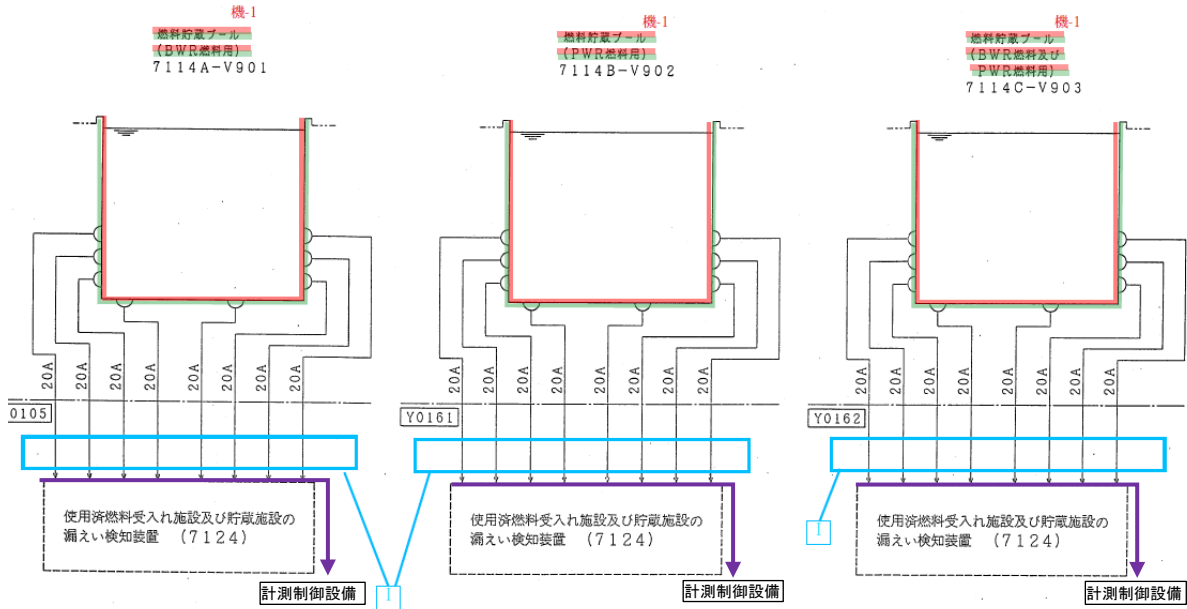 機-1
燃料貯蔵プール
(BWR燃料用)
7114A-V901
20A
20A
20A
20A
20A
20A
20A
20A
0105
使用済燃料受入れ施設及び貯蔵施設の
漏えい検知装置 (7124)
計測制御設備
機-1
燃料貯蔵プール
(PWR燃料用)
7114B-V902
20A
20A
20A
20A
20A
20A
20A
20A
Y0161
使用済燃料受入れ施設及び貯蔵施設の
漏えい検知装置 (7124)
計測制御設備
I
機-1
燃料貯蔵プール
(BWR燃料及び
PWR燃料用)
7114C-V903
20A
20A
20A
20A
20A
20A
20A
20A
Y0162
I
使用済燃料受入れ施設及び貯蔵施設の
漏えい検知装置 (7124)
計測制御設備